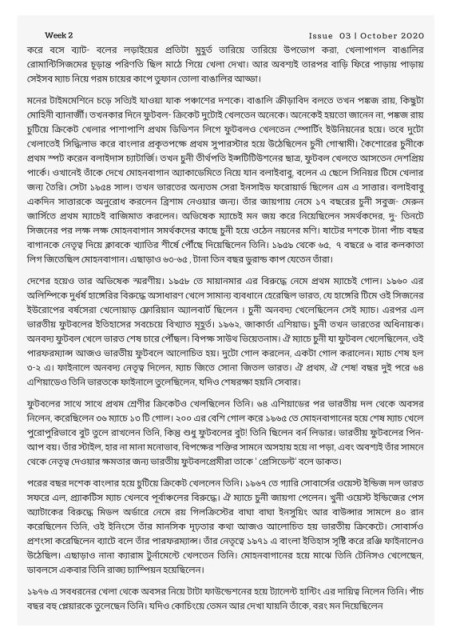 Week 2
Issue 03 | October 2020
করে বসে ব্যাট- বলের লড়াইয়ের প্রতিটা মুহূর্ত তারিয়ে তারিয়ে উপভোগ করা, খেলাপাগল বাঙালির
রোমান্টিসিজমের চূড়ান্ত পরিণতি ছিল মাঠে গিয়ে খেলা দেখা। আর অবশ্যই তারপর বাড়ি ফিরে পাড়ায় পাড়ায়
সেইসব ম্যাচ নিয়ে গরম চায়ের কাপে তুফান তোলা বাঙালির আড্ডা।
মনের টাইমমেশিনে চড়ে সত্যিই যাওয়া যাক পঞ্চাশের দশকে। বাঙালি ক্রীড়াবিদ বলতে তখন পঙ্কজ রায়, কিছুটা
মোহিনী ব্যানার্জী। তখনকার দিনে ফুটবল- ক্রিকেট দুটোই খেলতেন অনেকে। অনেকেই হয়তো জানেন না, পঙ্কজ রায়
চুটিয়ে ক্রিকেট খেলার পাশাপাশি প্রথম ডিভিশন লিগে ফুটবলও খেলতেন স্পোর্টিং ইউনিয়নের হয়ে। তবে দুটো
খেলাতেই সিদ্ধিলাভ করে বাংলার প্রকৃতপক্ষে প্রথম সুপারস্টার হয়ে উঠেছিলেন চুনী গোস্বামী। কৈশোরের চুনীকে
প্রথম স্পট করেন বলাইদাস চ্যাটার্জি। তখন চুনী তীর্থপতি ইন্সটিটিউশনের ছাত্র, ফুটবল খেলতে আসতেন দেশপ্রিয়
পার্কে। ওখানেই তাঁকে দেখে মোহনবাগান অ্যাকাডেমিতে নিয়ে যান বলাইবাবু, বলেন এ ছেলে সিনিয়র টিমে খেলার
জন্য তৈরি। সেটা ১৯৫৪ সাল। তখন ভারতের অন্যতম সেরা ইনসাইড ফরোয়ার্ড ছিলেন এম এ সাত্তার। বলাইবাবু
একদিন সাত্তারকে অনুরোধ করলেন বিশ্রাম নেওয়ার জন্য। তাঁর জায়গায় নেমে ১৭ বছরের চুনী সবুজ- মেরুন
জার্সিতে প্রথম ম্যাচেই বাজিমাত করলেন। অভিষেক ম্যাচেই মন জয় করে নিয়েছিলেন সমর্থকদের, দু- তিনটে
সিজনের পর লক্ষ লক্ষ মোহনবাগান সমর্থকদের কাছে চুনী হয়ে ওঠেন নয়নের মণি। ষাটের দশকে টানা পাঁচ বছর
বাগানকে নেতৃত্ব দিয়ে ক্লাবকে খ্যাতির শীর্ষে পৌঁছে দিয়েছিলেন তিনি। ১৯৫৯ থেকে ৬৫, ৭ বছরে ৬ বার কলকাতা
লিগ জিতেছিল মোহনবাগান। এছাড়াও ৬৩-৬৫ , টানা তিন বছর ডুরান্ড কাপ যেতেন তাঁরা।
দেশের হয়েও তার অভিষেক স্মরণীয়। ১৯৫৮ তে মায়ানমার এর বিরুদ্ধে নেমে প্রথম ম্যাচেই গোল। ১৯৬০ এর
অলিম্পিকে দুর্ধর্ষ হাঙ্গেরির বিরুদ্ধে অসাধারণ খেলে সামান্য ব্যবধানে হেরেছিল ভারত, যে হাঙ্গেরি টিমে ওই সিজনের
ইউরোপের বর্ষসেরা খেলোয়াড় ফ্লোরিয়ান অ্যালবার্ট ছিলেন । চুনী অনবদ্য খেলেছিলেন সেই ম্যাচ। এরপর এল
ভারতীয় ফুটবলের ইতিহাসের সবচেয়ে বিখ্যাত মুহূর্ত। ১৯৬২, জাকার্তা এশিয়াড। চুনী তখন ভারতের অধিনায়ক।
অনবদ্য ফুটবল খেলে ভারত শেষ চারে পৌঁছল। বিপক্ষ সাউথ ভিয়েতনাম। ঐ ম্যাচে চুনী যা ফুটবল খেলেছিলেন, ওই
পারফরম্যান্স আজও ভারতীয় ফুটবলে আলোচিত হয়। দুটো গোল করলেন, একটা গোল করালেন। ম্যাচ শেষ হল
৩-২ এ। ফাইনালে অনবদ্য নেতৃত্ব দিলেন, ম্যাচ জিতে সোনা জিতল ভারত। ঐ প্রথম, ঐ শেষ! বছর দুই পরে ৬৪
এশিয়াডেও তিনি ভারতকে ফাইনালে তুলেছিলেন, যদিও শেষরক্ষা হয়নি সেবার।
ফুটবলের সাথে সাথে প্রথম শ্রেণীর ক্রিকেটও খেলছিলেন তিনি। ৬৪ এশিয়াডের পর ভারতীয় দল থেকে অবসর
নিলেন, করেছিলেন ৩৬ ম্যাচে ১৩ টি গোল। ২০০ এর বেশি গোল করে ১৯৬৫ তে মোহনবাগানের হয়ে শেষ ম্যাচ খেলে
পুরোপুরিভাবে বুট তুলে রাখলেন তিনি, কিন্তু শুধু ফুটবলের বুট! তিনি ছিলেন বর্ন লিডার। ভারতীয় ফুটবলের পিন-
আপ বয়। তাঁর স্টাইল, হার না মানা মনোভাব, বিপক্ষের শক্তির সামনে অসহায় হয়ে না পড়া, এবং অবশ্যই তাঁর সামনে
থেকে নেতৃত্ব দেওয়ার ক্ষমতার জন্য ভারতীয় ফুটবলপ্রেমীরা তাকে ' প্রেসিডেন্ট' বলে ডাকত।
পরের বছর দশেক বাংলার হয়ে চুটিয়ে ক্রিকেট খেললেন তিনি। ১৯৬৭ তে গ্যারি সোবার্সের ওয়েস্ট ইন্ডিজ দল ভারত
সফরে এল, প্র্যাকটিস ম্যাচ খেলবে পূর্বাঞ্চলের বিরুদ্ধে। ঐ ম্যাচে চুনী জায়গা পেলেন। খুনী ওয়েস্ট ইন্ডিজের পেস
অ্যাটাকের বিরুদ্ধে মিডল অর্ডারে নেমে রয় গিলক্রিস্টের বাঘা বাঘা ইনসুয়িং আর বাউন্সার সামলে ৪০ রান
করেছিলেন তিনি, ওই ইনিংসে তাঁর মানসিক দৃঢ়তার কথা আজও আলোচিত হয় ভারতীয় ক্রিকেটে। সোবার্সও
প্রশংসা করেছিলেন ব্যাটে বলে তাঁর পারফরম্যান্স। তাঁর নেতৃত্বে ১৯৭১ এ বাংলা ইতিহাস সৃষ্টি করে রঞ্জি ফাইনালেও
উঠেছিল। এছাড়াও নানা ক্যারাম টুর্নামেন্টে খেলতেন তিনি। মোহনবাগানের হয়ে মাঝে তিনি টেনিসও খেলেছেন,
ডাবলসে একবার তিনি রাজ্য চ্যাম্পিয়ন হয়েছিলেন।
১৯৭৬ এ সবধরনের খেলা থেকে অবসর নিয়ে টাটা ফাউন্ডেশনের হয়ে ট্যালেন্ট হান্টিং এর দায়িত্ব নিলেন তিনি। পাঁচ
বছর বহু প্লেয়ারকে তুলেছেন তিনি। যদিও কোচিংয়ে তেমন আর দেখা যায়নি তাঁকে, বরং মন দিয়েছিলেন